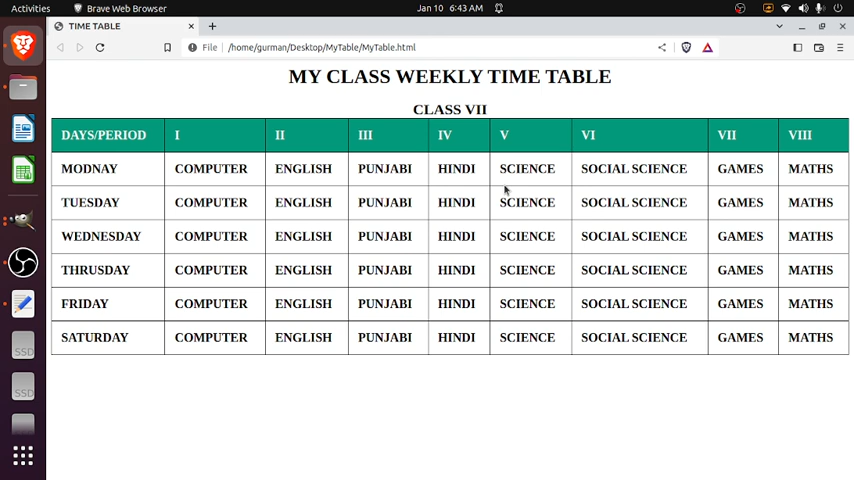 Activities Brave Web Browser Jan 10 6:43 AM
TIME TABLE
File /home/gurman/Desktop/MyTable/MyTable.html
MY CLASS WEEKLY TIME TABLE
CLASS VII
DAYS/PERIOD I II III IV V VI VII VIII
MODNAY COMPUTER ENGLISH PUNJABI HINDI SCIENCE SOCIAL SCIENCE GAMES MATHS
TUESDAY COMPUTER ENGLISH PUNJABI HINDI SCIENCE SOCIAL SCIENCE GAMES MATHS
WEDNESDAY COMPUTER ENGLISH PUNJABI HINDI SCIENCE SOCIAL SCIENCE GAMES MATHS
THRUSDAY COMPUTER ENGLISH PUNJABI HINDI SCIENCE SOCIAL SCIENCE GAMES MATHS
FRIDAY COMPUTER ENGLISH PUNJABI HINDI SCIENCE SOCIAL SCIENCE GAMES MATHS
SATURDAY COMPUTER ENGLISH PUNJABI HINDI SCIENCE SOCIAL SCIENCE GAMES MATHS
SSD
SSD